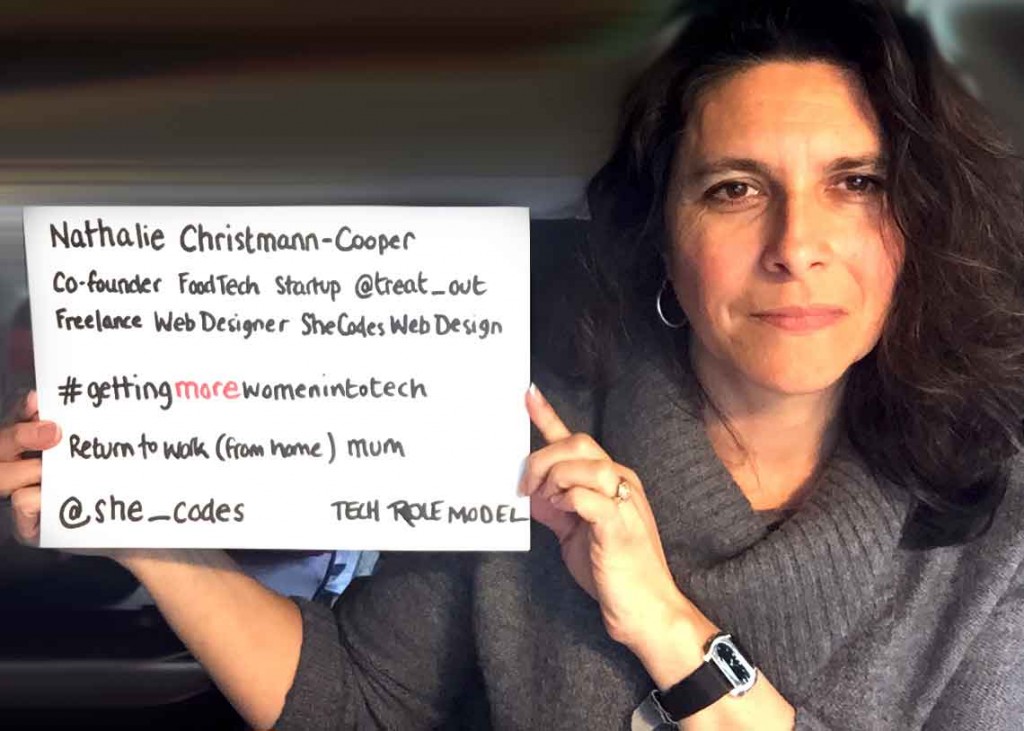 Nathalie Christmann-Cooper
Co-founder FoodTech Startup @treat_out
Freelance Web Designer SheCodes Web Design
#gettingmorewomenintotech
Return to work (from home) mum
@she_codes TECH ROLE MODEL